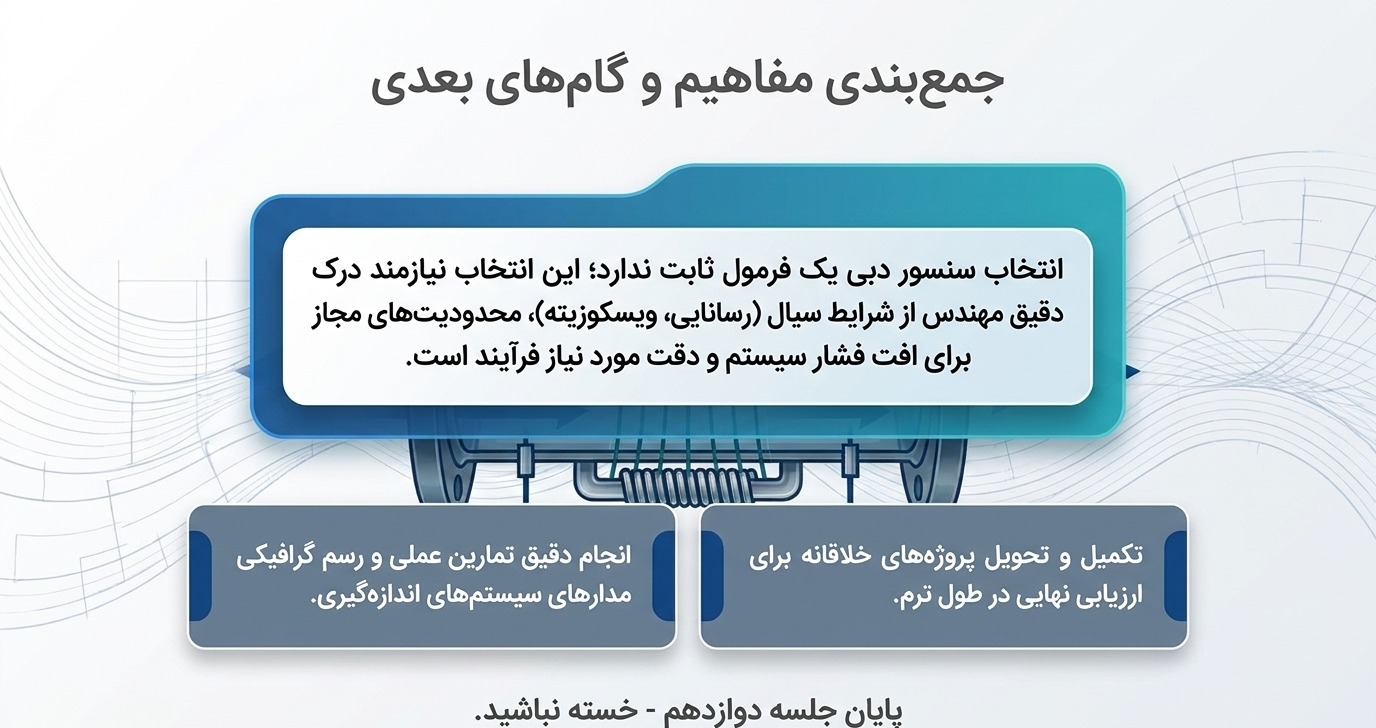 جمع‌بندی مفاهیم و گام‌های بعدی
انتخاب سنسور دبی یک فرمول ثابت ندارد؛ این انتخاب نیازمند درک
دقیق مهندس از شرایط سیال (رسانایی، ویسکوزیته)، محدودیت‌های مجاز
برای افت فشار سیستم و دقت مورد نیاز فرآیند است.
تکمیل و تحویل پروژه‌های خلاقانه برای
ارزیابی نهایی در طول ترم.
انجام دقیق تمارین عملی و رسم گرافیکی
مدارهای سیستم‌های اندازه‌گیری.
پایان جلسه دوازدهم - خسته نباشید.